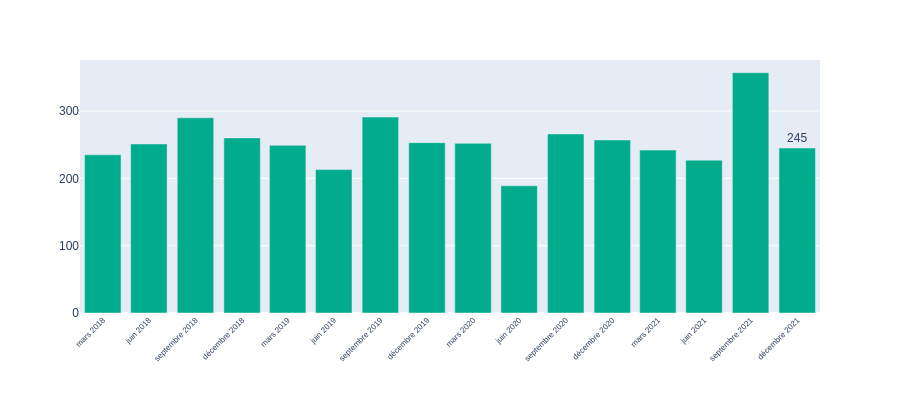 300
200
100
0
245
mars 2018
juin 2018
septembre 2018
décembre 2018
mars 2019
juin 2019
septembre 2019
décembre 2019
mars 2020
juin 2020
septembre 2020
décembre 2020
mars 2021
juin 2021
septembre 2021
décembre 2021